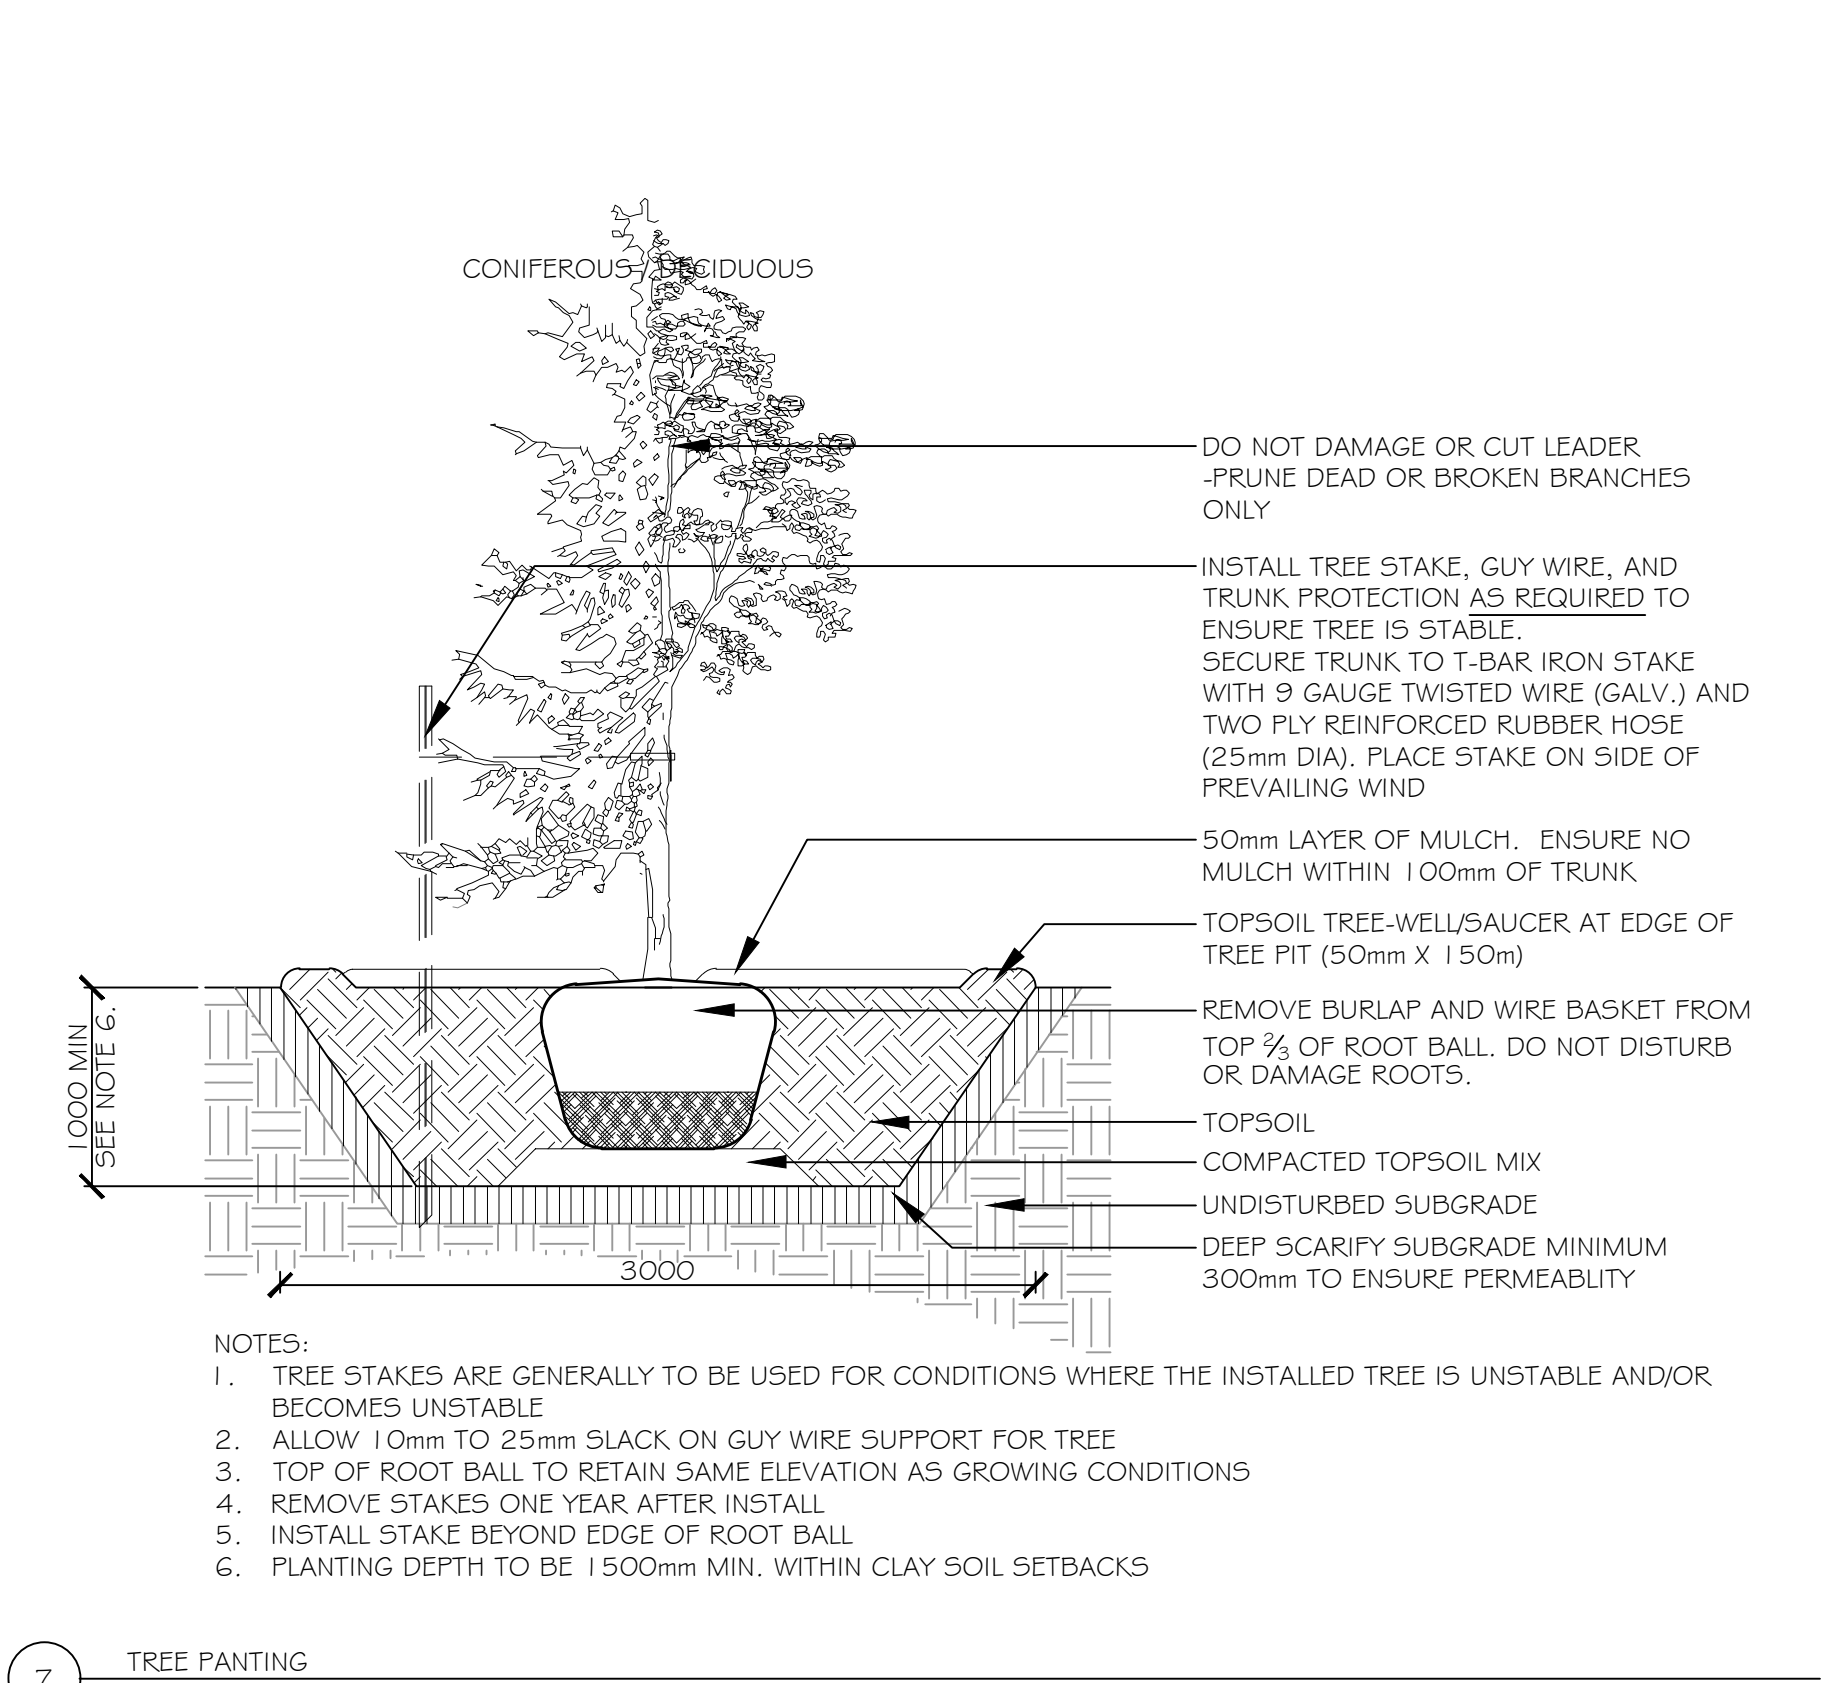 CONIFEROUS / DECIDUOUS
DO NOT DAMAGE OR CUT LEADER
-PRUNE DEAD OR BROKEN BRANCHES
ONLY
INSTALL TREE STAKE, GUY WIRE, AND
TRUNK PROTECTION AS REQUIRED TO
ENSURE TREE IS STABLE.
SECURE TRUNK TO T-BAR IRON STAKE
WITH 9 GAUGE TWISTED WIRE (GALV.) AND
TWO PLY REINFORCED RUBBER HOSE
(25mm DIA). PLACE STAKE ON SIDE OF
PREVAILING WIND
50mm LAYER OF MULCH. ENSURE NO
MULCH WITHIN 100mm OF TRUNK
TOPSOIL TREE-WELL/SAUCER AT EDGE OF
TREE PIT (50mm X 150m)
REMOVE BURLAP AND WIRE BASKET FROM
TOP 2/3 OF ROOT BALL. DO NOT DISTURB
OR DAMAGE ROOTS.
TOPSOIL
COMPACTED TOPSOIL MIX
UNDISTURBED SUBGRADE
DEEP SCARIFY SUBGRADE MINIMUM
300mm TO ENSURE PERMEABLITY
1000 MIN
SEE NOTE 6.
3000
NOTES:
1. TREE STAKES ARE GENERALLY TO BE USED FOR CONDITIONS WHERE THE INSTALLED TREE IS UNSTABLE AND/OR
BECOMES UNSTABLE
2. ALLOW 10mm TO 25mm SLACK ON GUY WIRE SUPPORT FOR TREE
3. TOP OF ROOT BALL TO RETAIN SAME ELEVATION AS GROWING CONDITIONS
4. REMOVE STAKES ONE YEAR AFTER INSTALL
5. INSTALL STAKE BEYOND EDGE OF ROOT BALL
6. PLANTING DEPTH TO BE 1500mm MIN. WITHIN CLAY SOIL SETBACKS
7 TREE PANTING